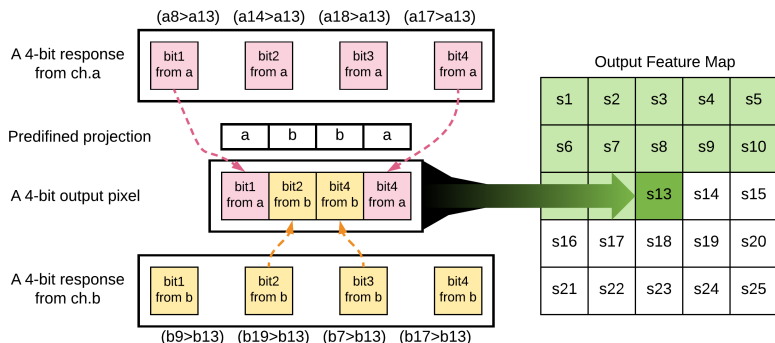 (a8>a13) (a14>a13) (a18>a13) (a17>a13)
A 4-bit response
from ch.a
bit1
from a
bit2
from a
bit3
from a
bit4
from a
Predifined projection
a b b a
A 4-bit output pixel
bit1
from a
bit2
from b
bit4
from b
bit4
from a
A 4-bit response
from ch.b
bit1
from b
bit2
from b
bit3
from b
bit4
from b
(b9>b13) (b19>b13) (b7>b13) (b17>b13)
Output Feature Map
s1 s2 s3 s4 s5
s6 s7 s8 s9 s10
s13 s14 s15
s16 s17 s18 s19 s20
s21 s22 s23 s24 s25